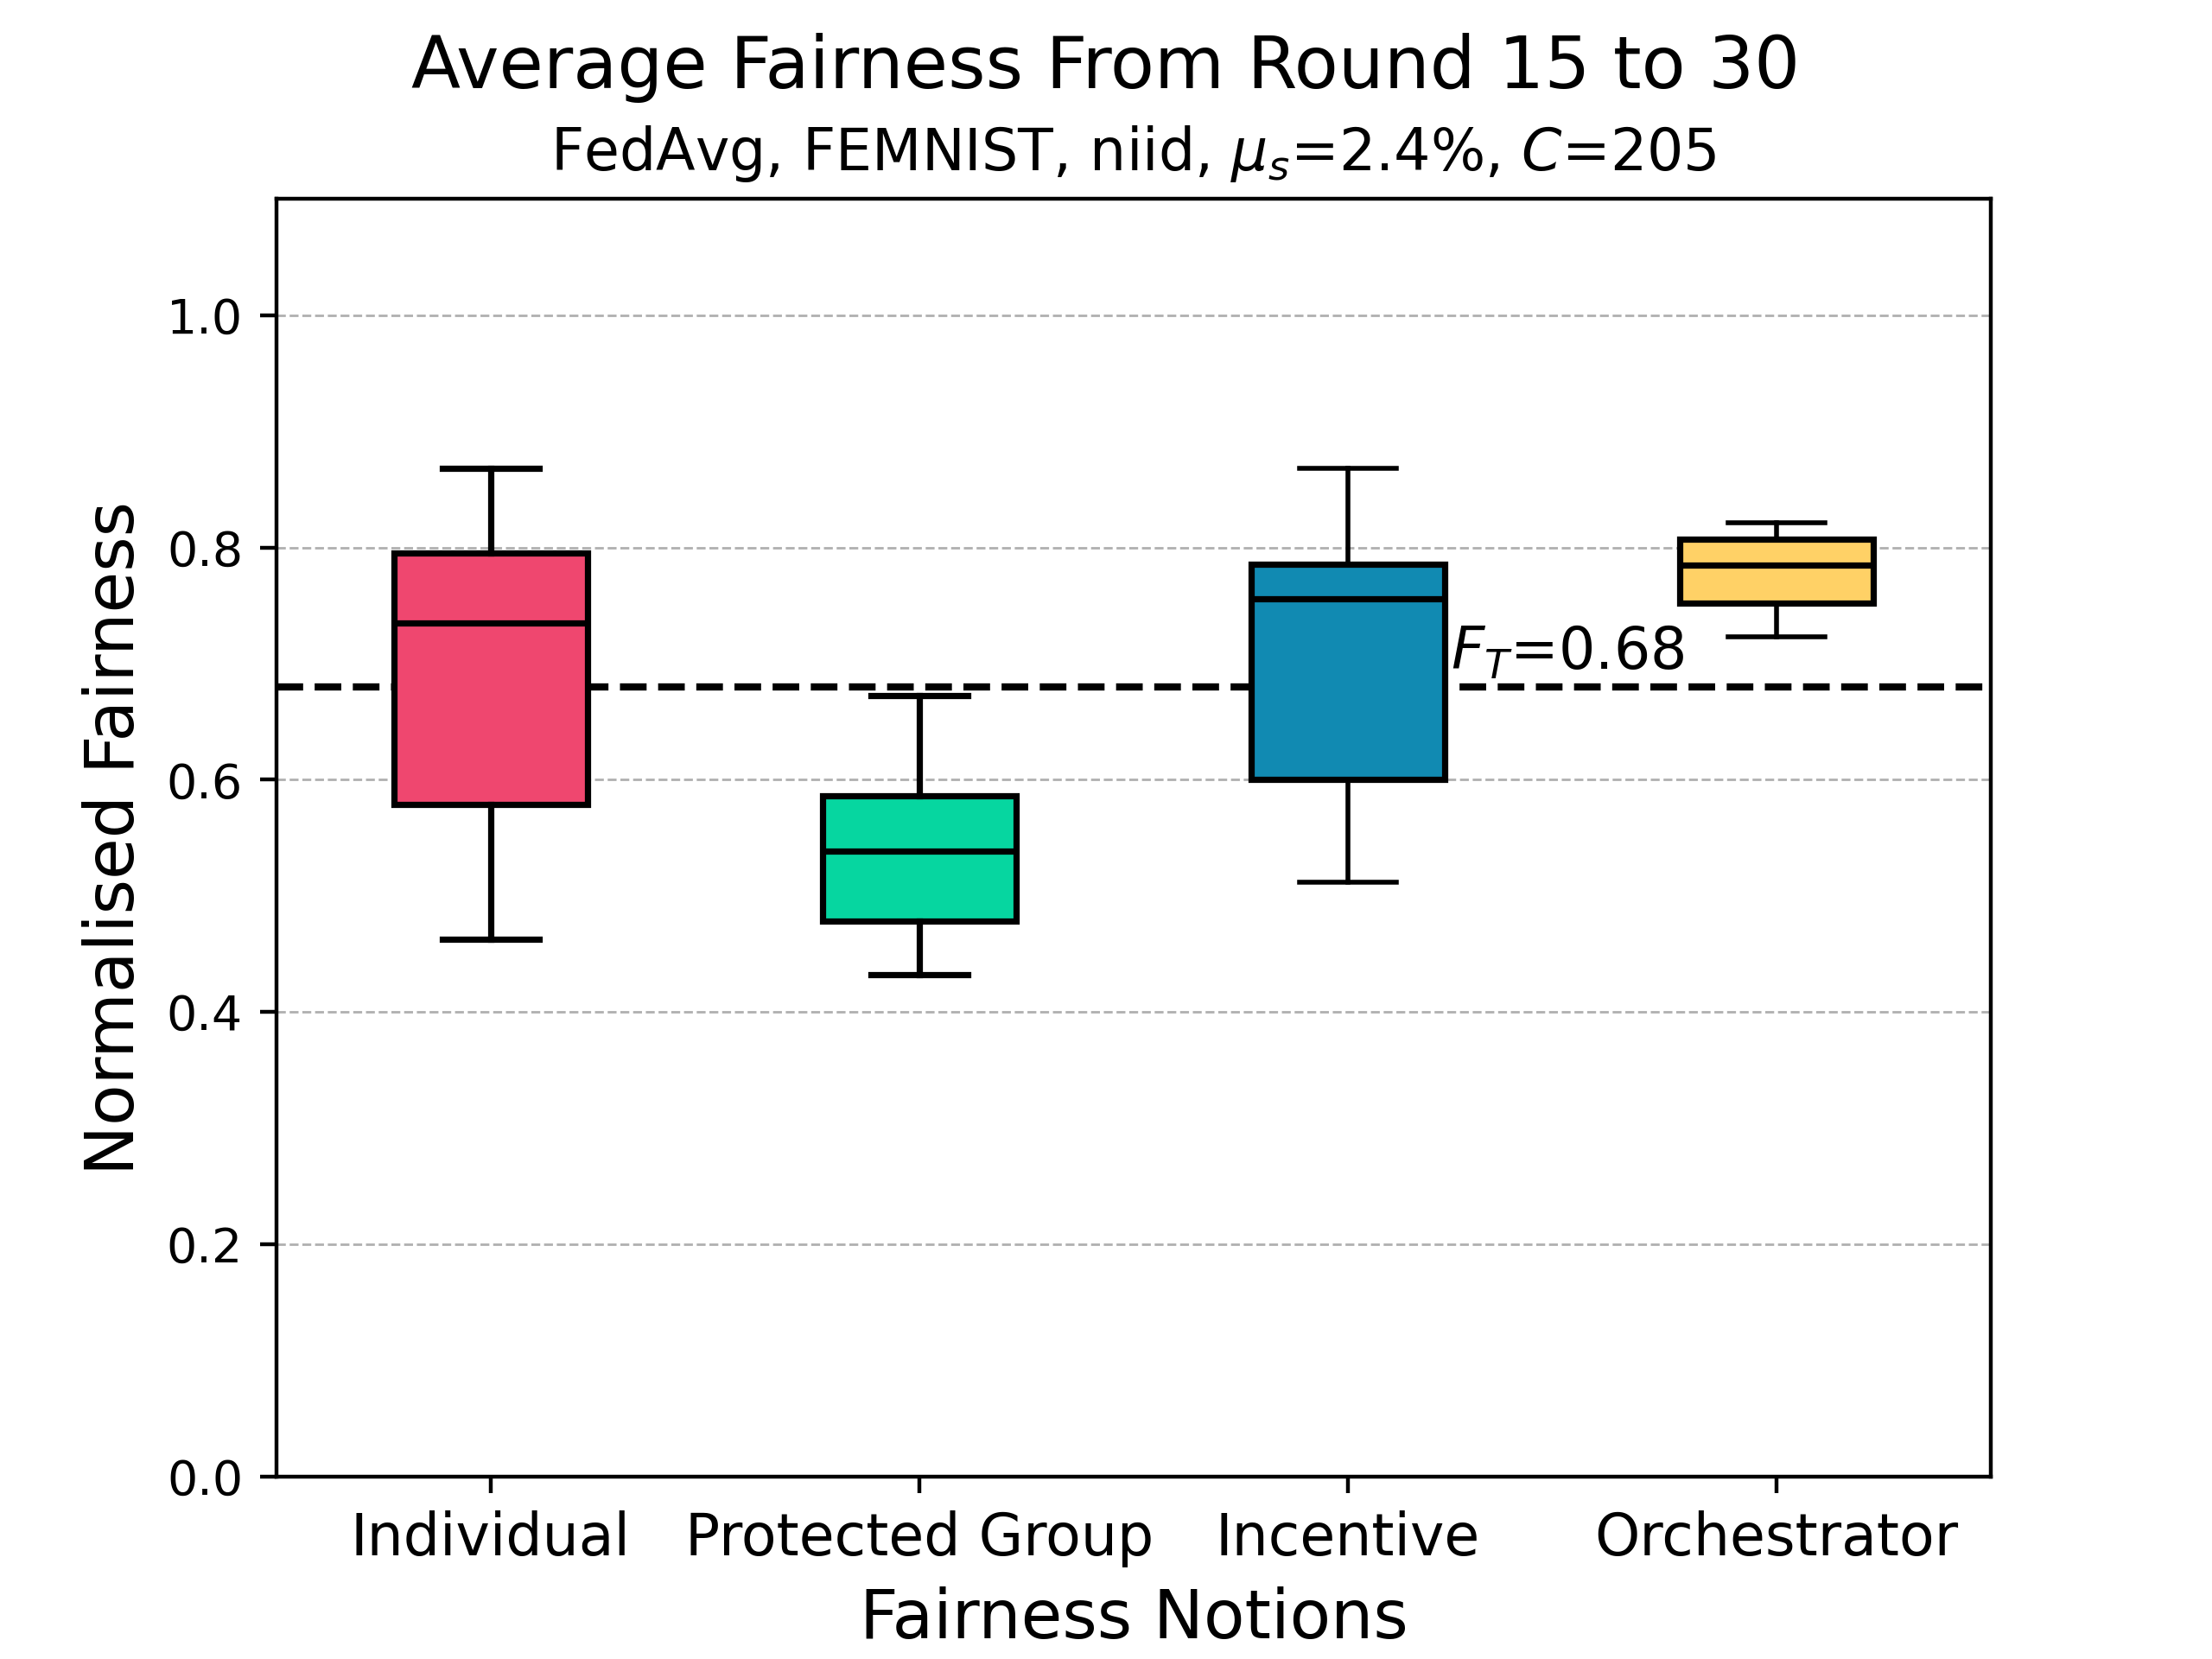 Average Fairness From Round 15 to 30
FedAvg, FEMNIST, niid, μₛ=2.4%, C=205
Normalised Fairness
1.0
0.8
0.6
0.4
0.2
0.0
F_T=0.68
Individual Protected Group Incentive Orchestrator
Fairness Notions